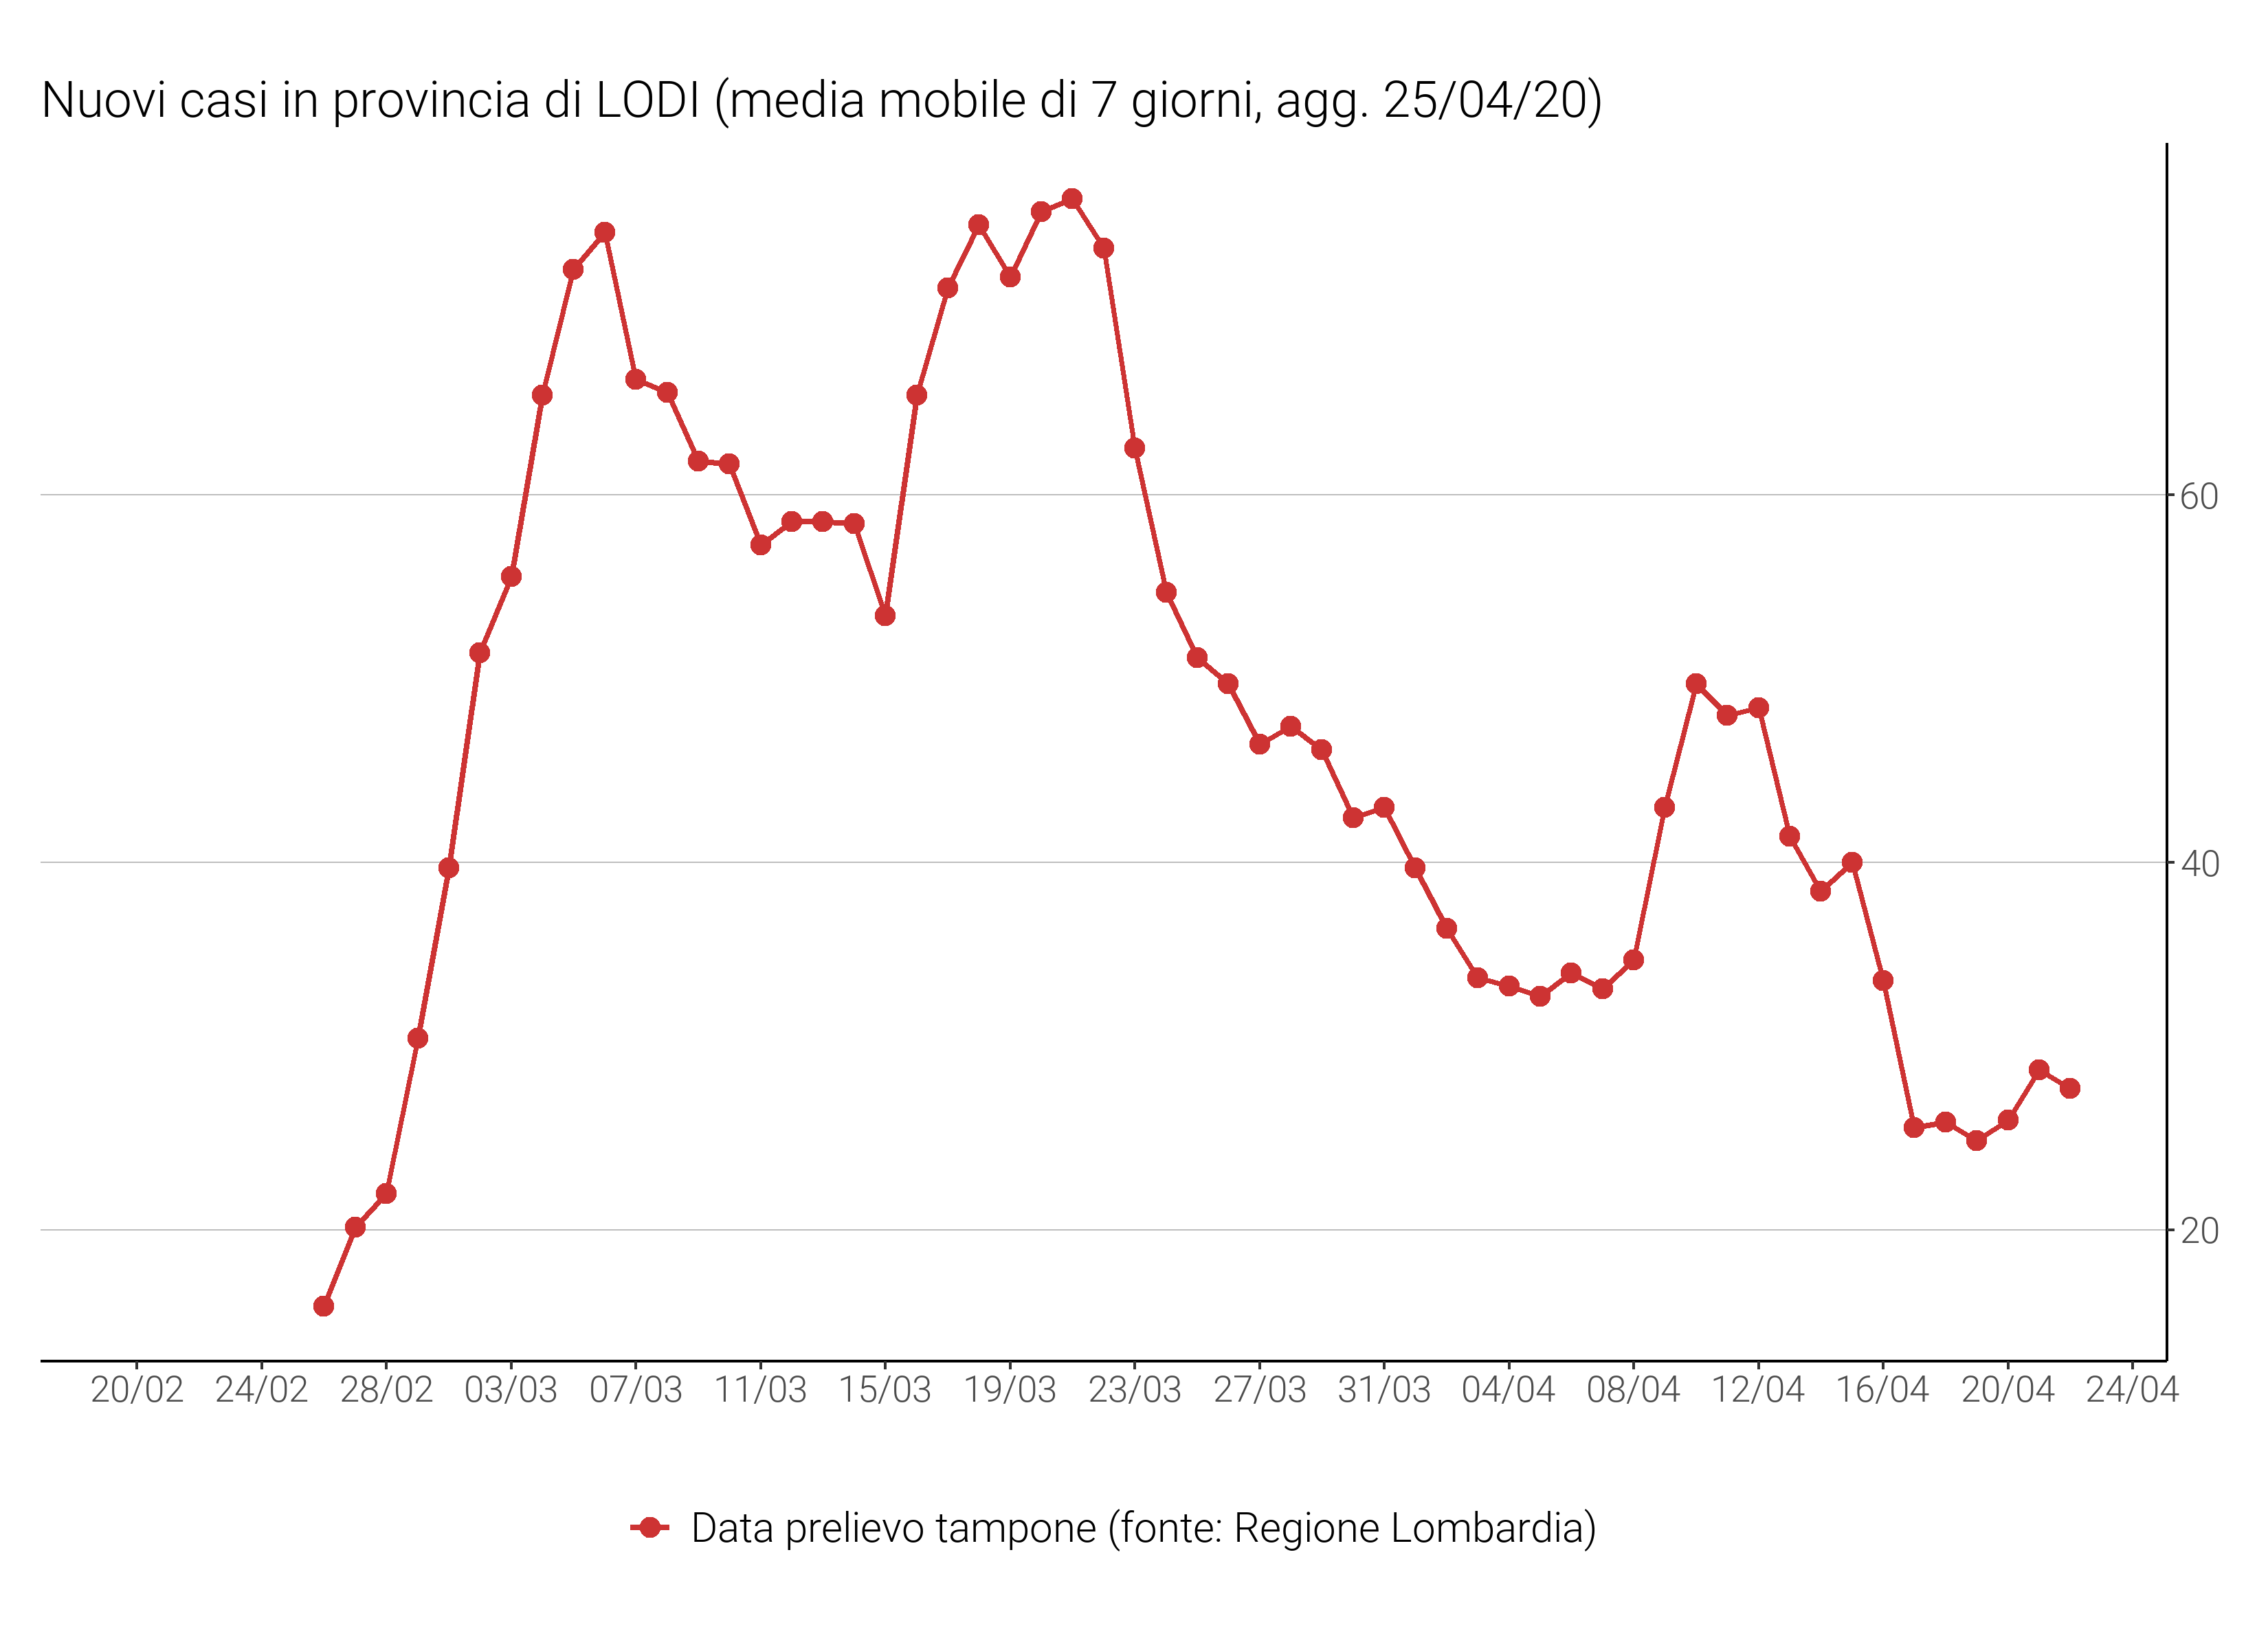 Nuovi casi in provincia di LODI (media mobile di 7 giorni, agg. 25/04/20)
60
40
20
20/02 24/02 28/02 03/03 07/03 11/03 15/03 19/03 23/03 27/03 31/03 04/04 08/04 12/04 16/04 20/04 24/04
Data prelievo tampone (fonte: Regione Lombardia)